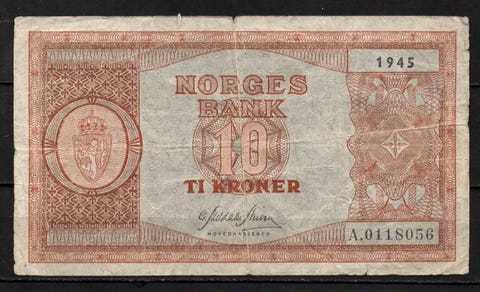 1945
NORGES
BANK
10
TI KRONER
HOVEDKASSERER
A.0118056